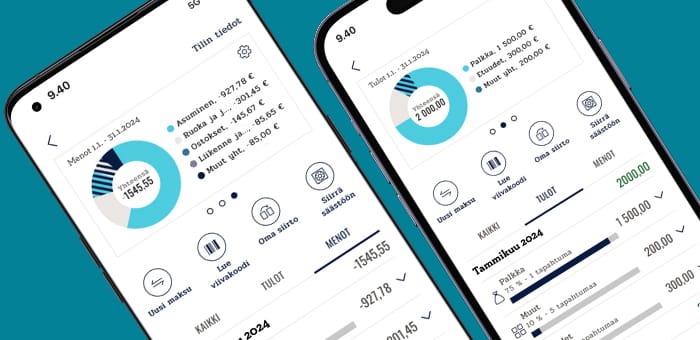 5G
9.40
Tilin tiedot
Menot 1.1. - 31.1.2024
Yhteensä
-1545,55
Asuminen, -927,78 €
Ruoka ja j..., -301,45 €
Ostokset, -145,67 €
Liikenne ja..., -85,65 €
Muut yht, -85,00 €
Uusi maksu
Lue
viivakoodi
Oma siirto
Siirrä
säästöön
KAIKKI
TULOT
MENOT
-1545,55
2024
-927,78
301,45
9.40
Tulot 1.1. - 31.1.2024
Yhteensä
2 000,00
Palkka, 1 500,00 €
Etuudet, 300,00 €
Muut yht, 200,00 €
Uusi maksu
Lue
viivakoodi
Oma siirto
Siirrä
säästöön
KAIKKI
TULOT
MENOT
2000,00
Tammikuu 2024
Palkka
75 % - 1 tapahtuma
1 500,00
Muut
10 % - 5 tapahtumaa
200,00
tapahtumaa
300,00